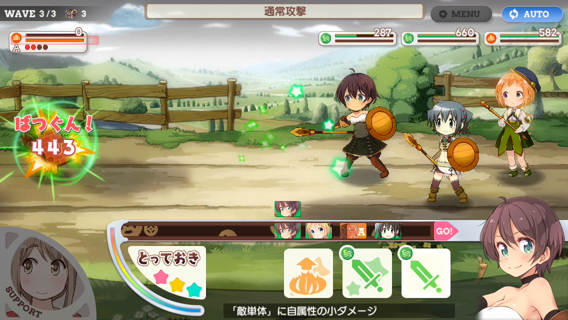 WAVE 3/3
3
通常攻撃
MENU
AUTO
0
A
287
660
582
ばつぐん!
443
A
GO!
とっておき
SUPPORT
「敵単体」に自属性の小ダメージ